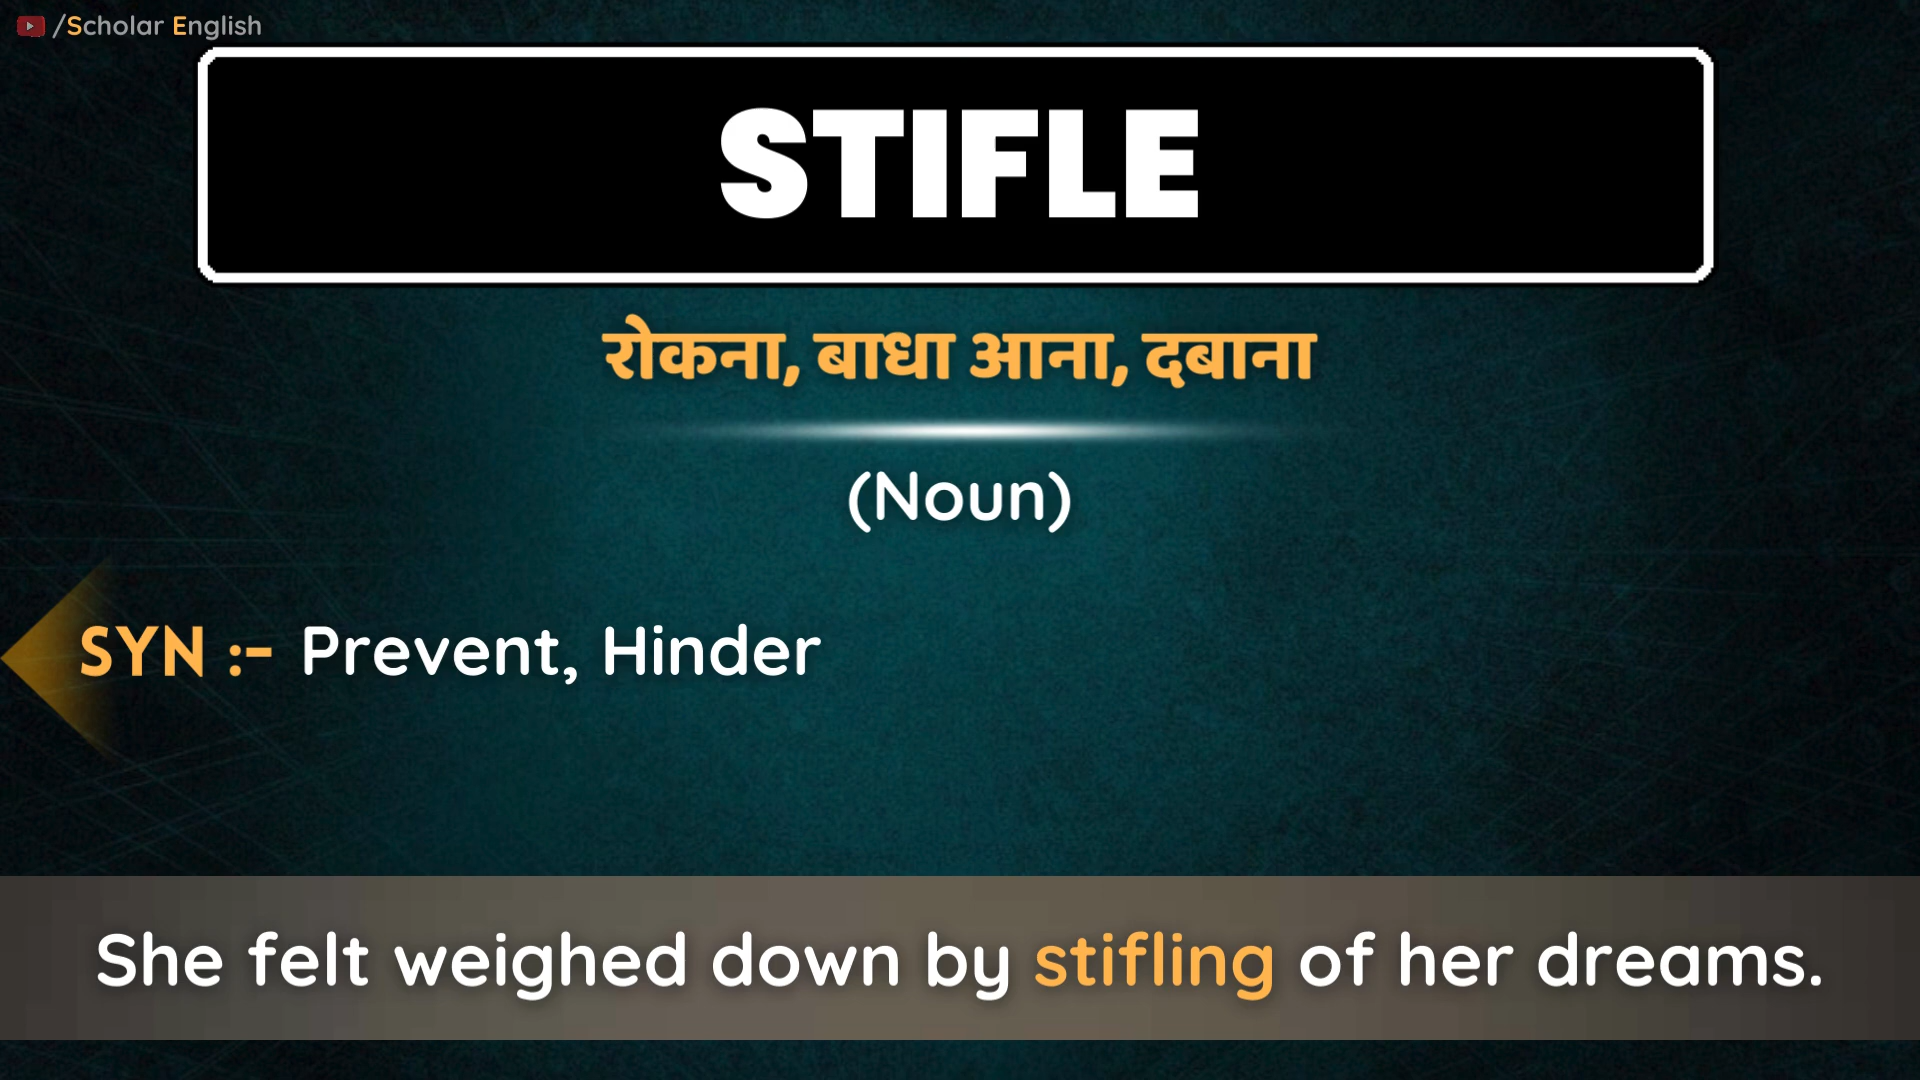 /Scholar English
STIFLE
रोकना, बाधा आना, दबाना
(Noun)
SYN :- Prevent, Hinder
She felt weighed down by stifling of her dreams.